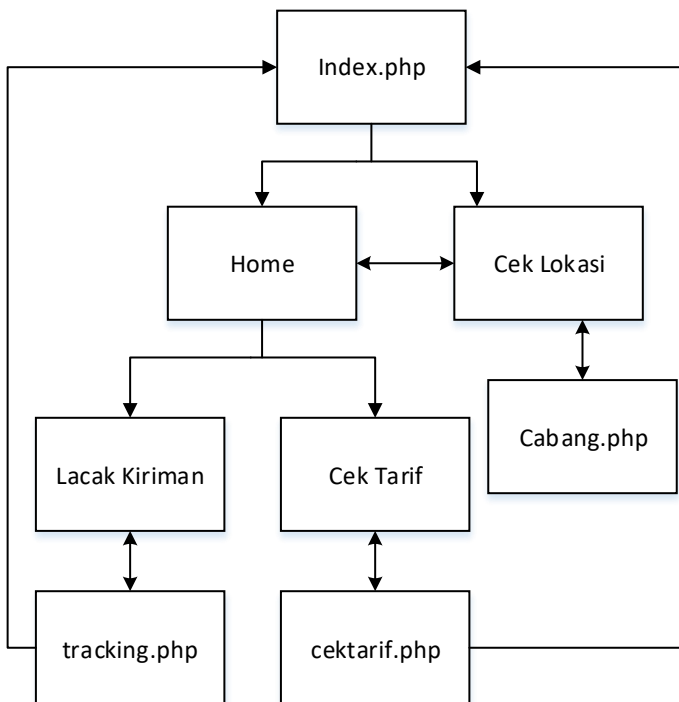 Index.php
Home
Cek Lokasi
Lacak Kiriman
Cek Tarif
Cabang.php
tracking.php
cektarif.php